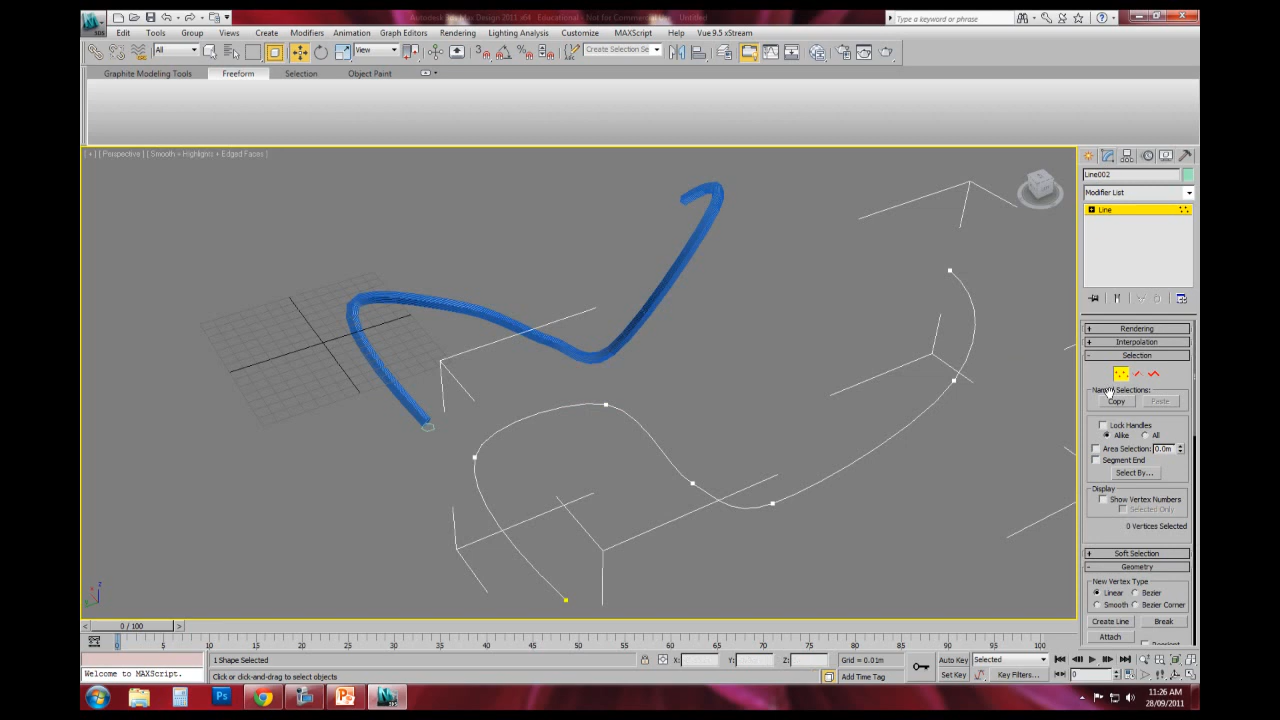 Autodesk 3ds Max Design 2011 x64 - Educational - Not for Commercial Use - Untitled
Type a keyword or phrase
Edit Tools Group Views Create Modifiers Animation Graph Editors Rendering Lighting Analysis Customize MAXScript Help Vue 9.5 xStream
All View Create Selection Se
Graphite Modeling Tools Freeform Selection Object Paint
[ + ] [ Perspective ] [ Smooth + Highlights + Edged Faces ]
Line002
Modifier List
Line
+ Rendering
+ Interpolation
- Selection
Named Selections:
Copy Paste
Lock Handles
Alike All
Area Selection: 0.0m
Segment End
Select By...
Display
Show Vertex Numbers
Selected Only
0 Vertices Selected
+ Soft Selection
- Geometry
New Vertex Type
Linear Bezier
Smooth Bezier Corner
Create Line Break
Attach
z
< 0 / 100 >
0 5 10 15 20 25 30 35 40 45 50 55 60 65 70 75 80 85 90 95 100
1 Shape Selected X: Y: Z: Grid = 0.01m Auto Key Selected
Welcome to MAXScript. Click or click-and-drag to select objects Add Time Tag Set Key Key Filters... 0
11:26 AM
28/09/2011